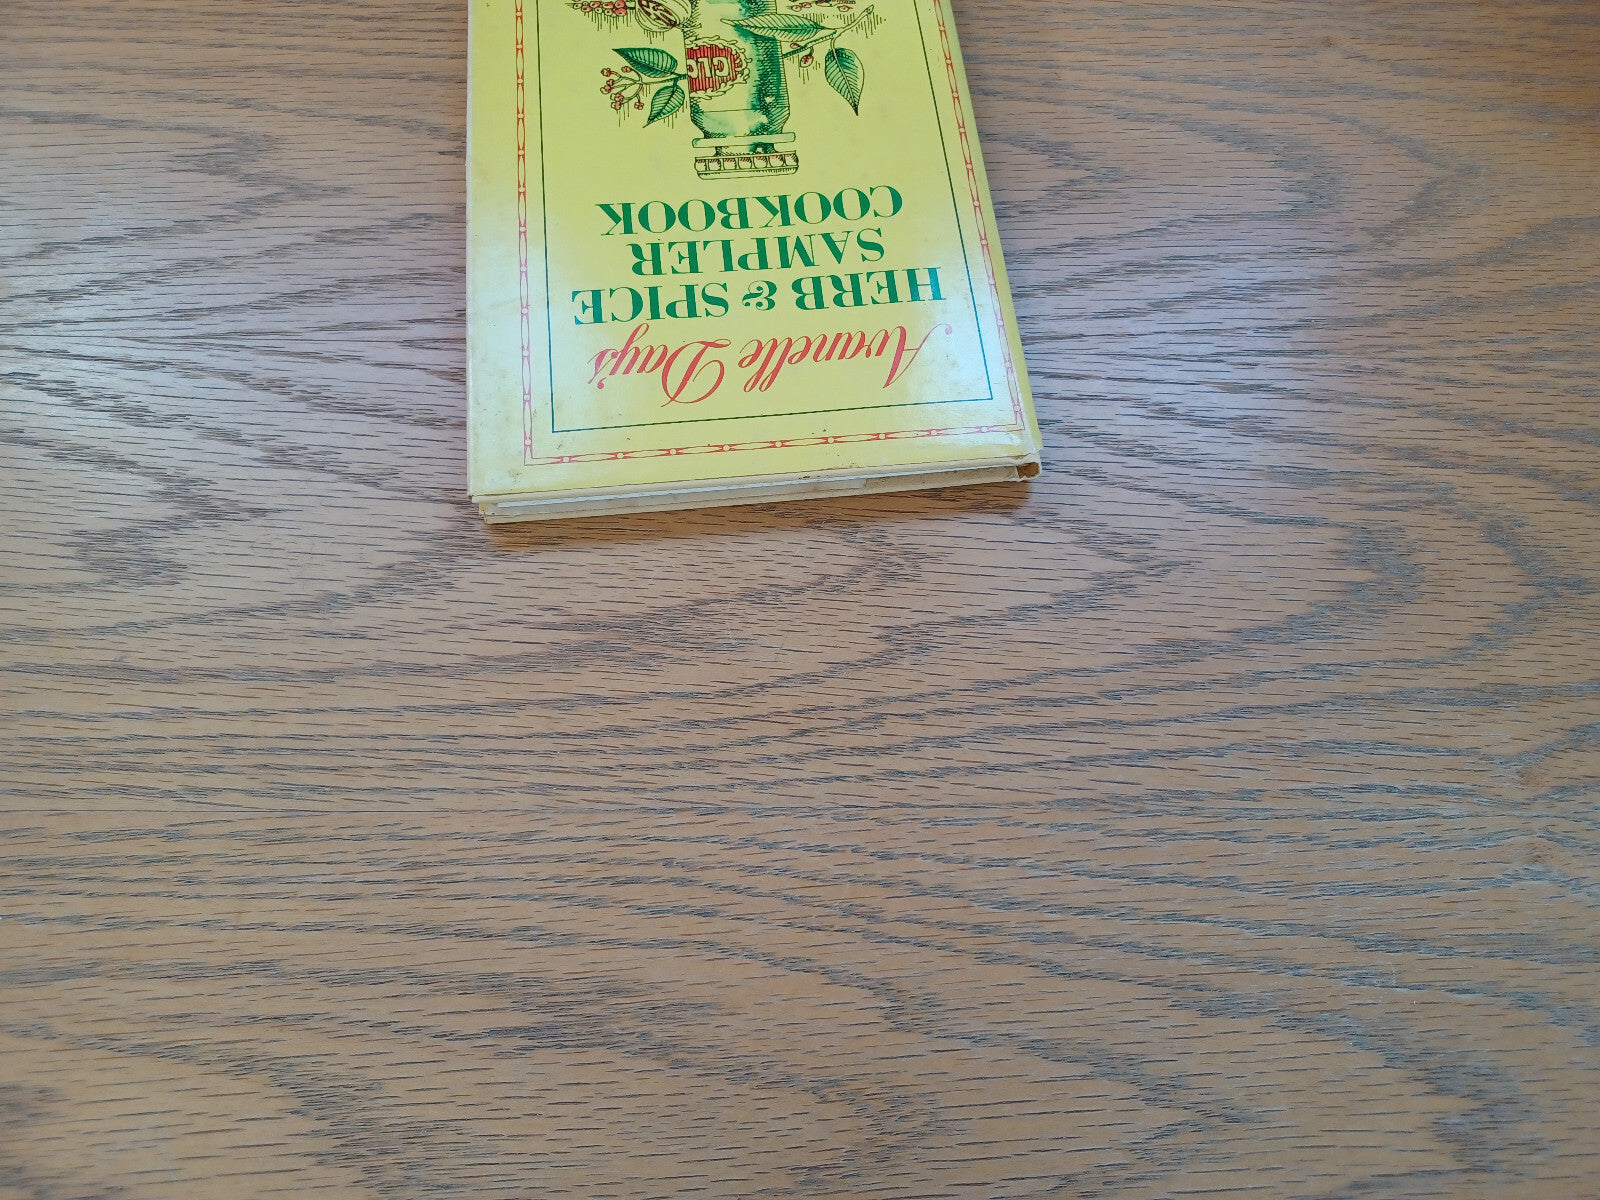 Avanelle Day's
HERB & SPICE
SAMPLER
COOKBOOK